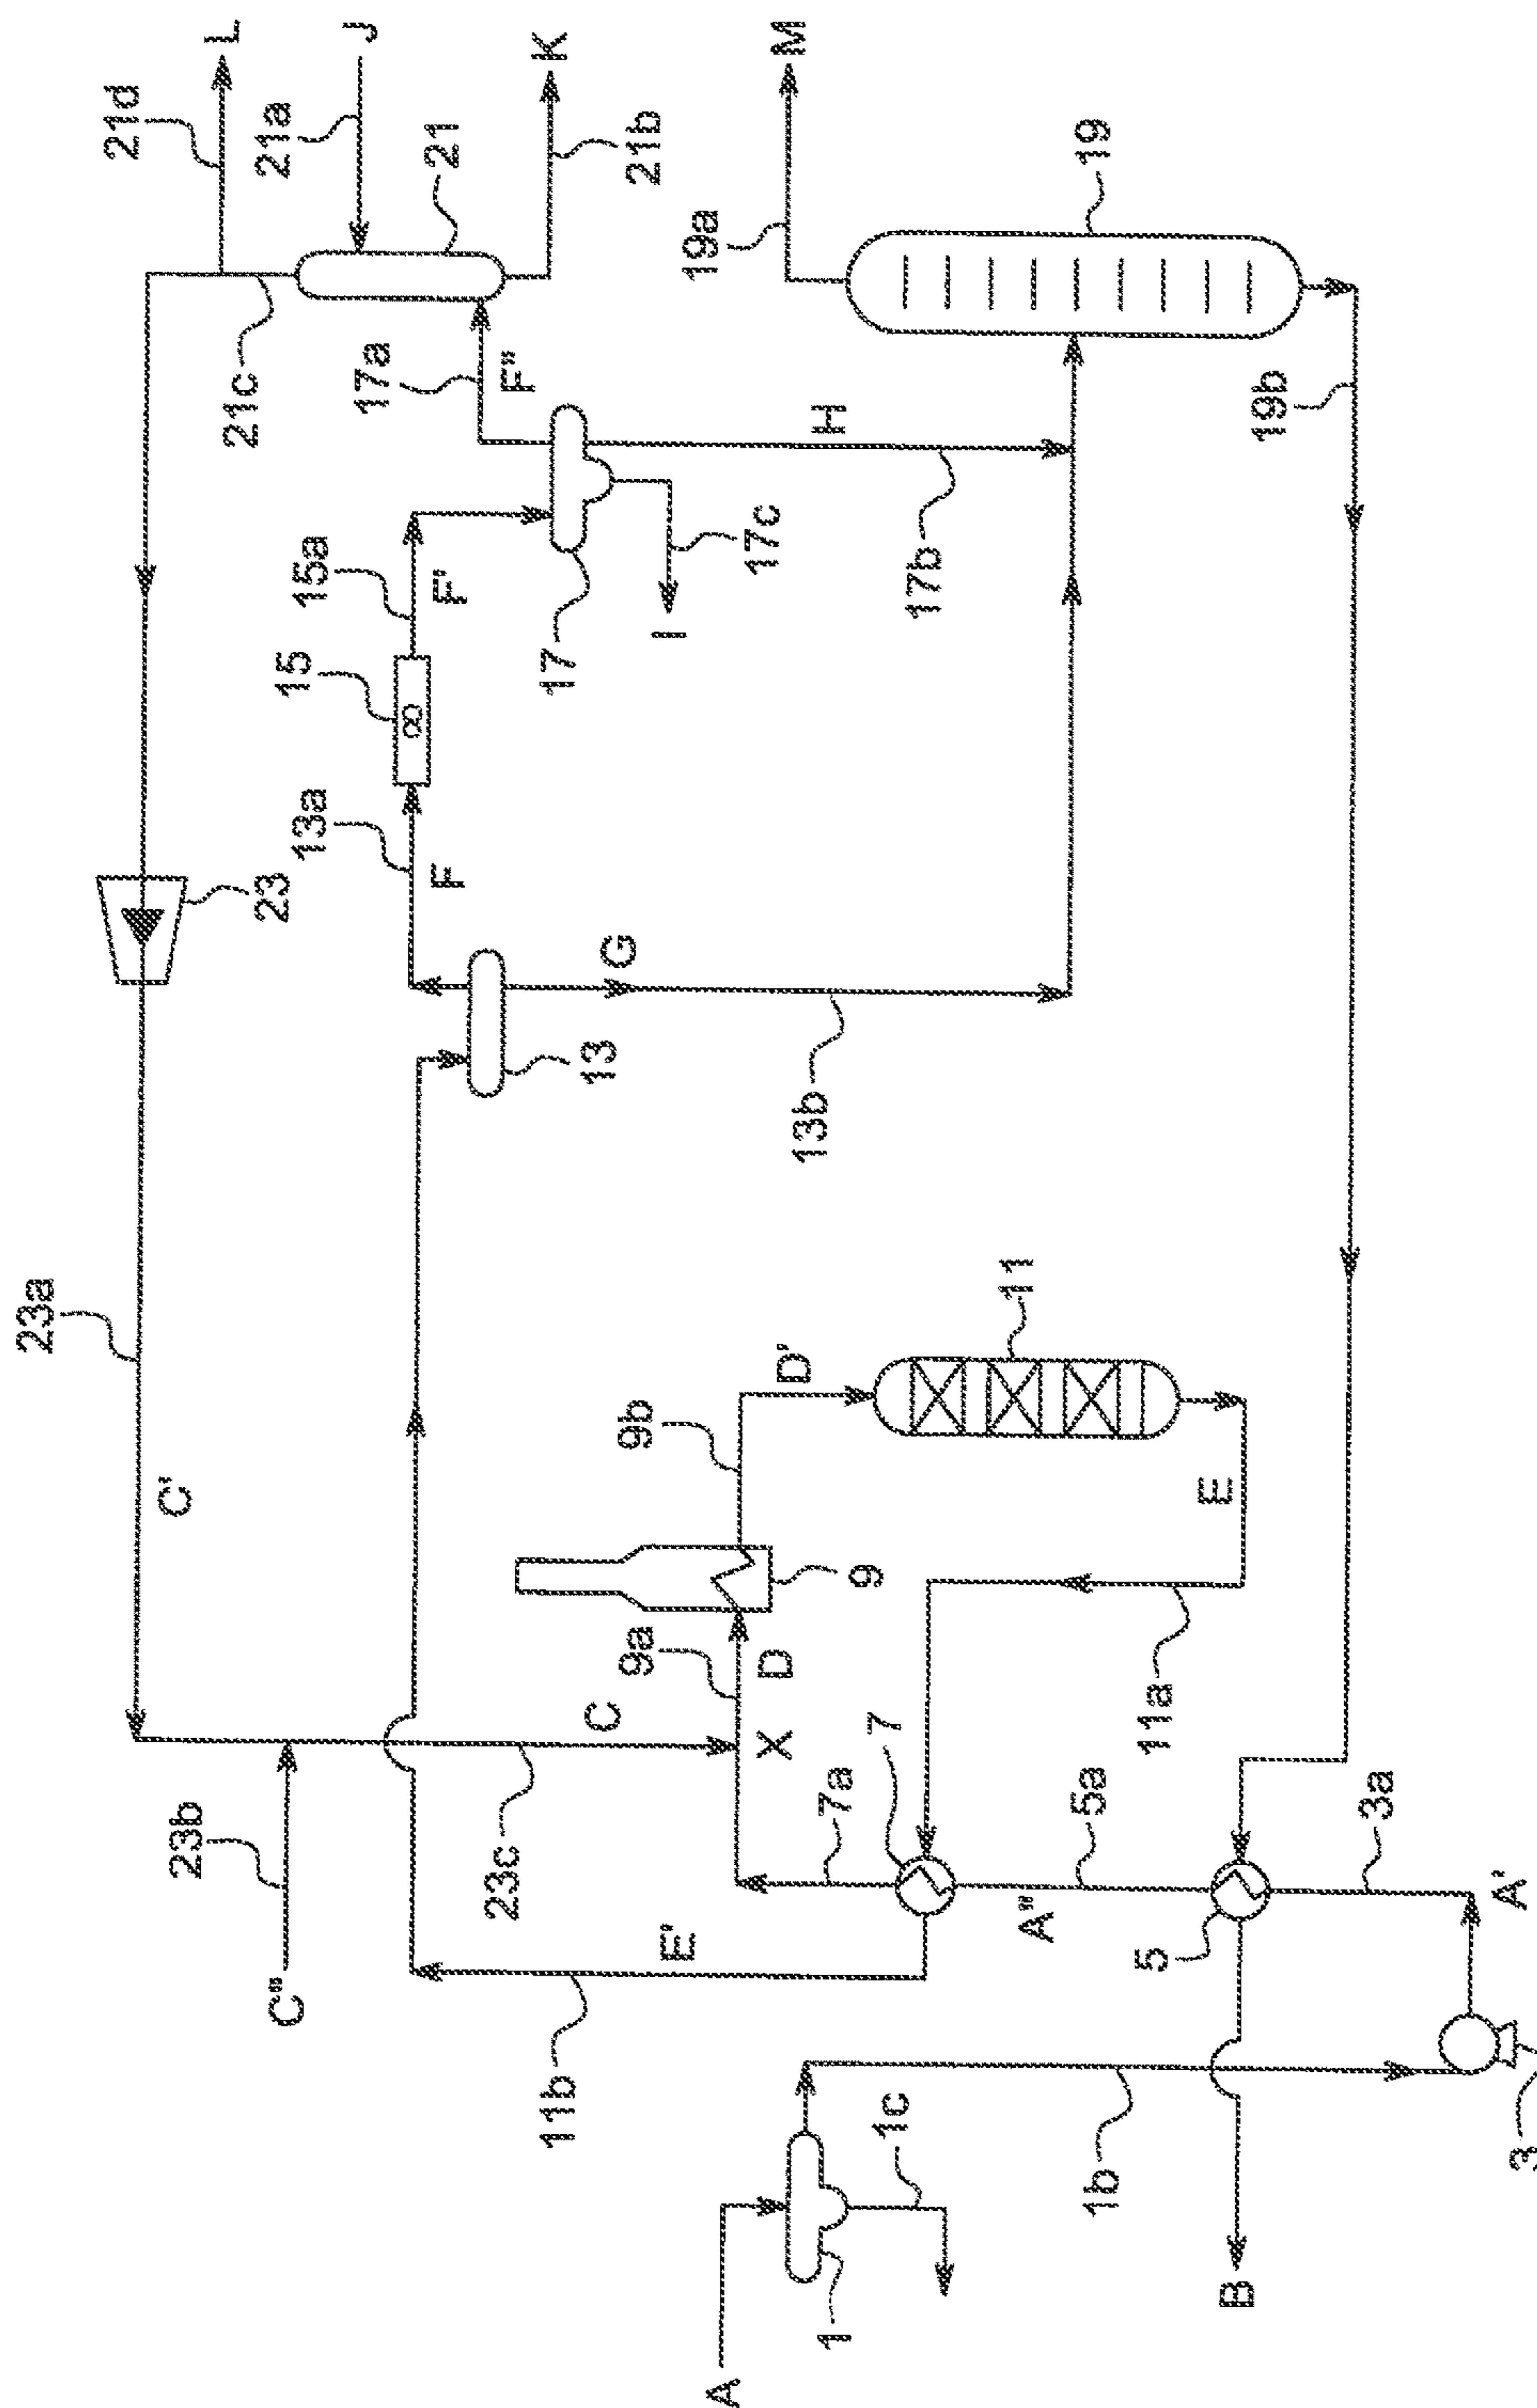 L
J
K
M
21d
21a
21
21b
21c
19a
19
19b
17a
F"
H
17
17b
17c
I
15a
F'
15
13a
F
23
G
13
13b
23a
C'
11
D'
9b
E
9
9a
D
X
C
7
7a
11a
5a
3a
23b
23c
C"
E'
A"
A'
5
11b
1c
1b
3
1
B
A